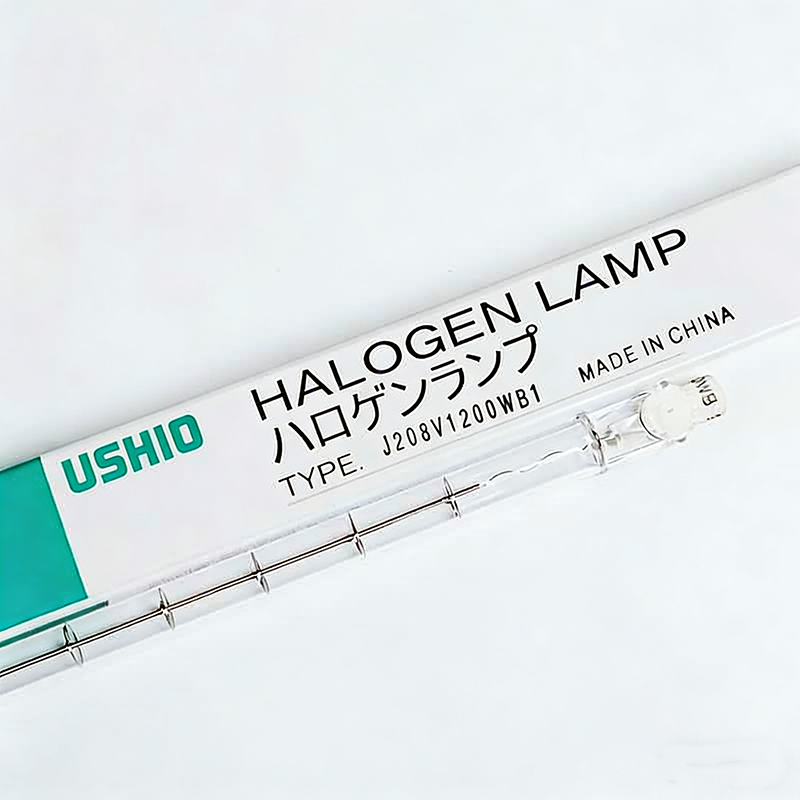 USHIO
HALOGEN LAMP
ハロゲンランプ
TYPE. J208V1200WB1
MADE IN CHINA